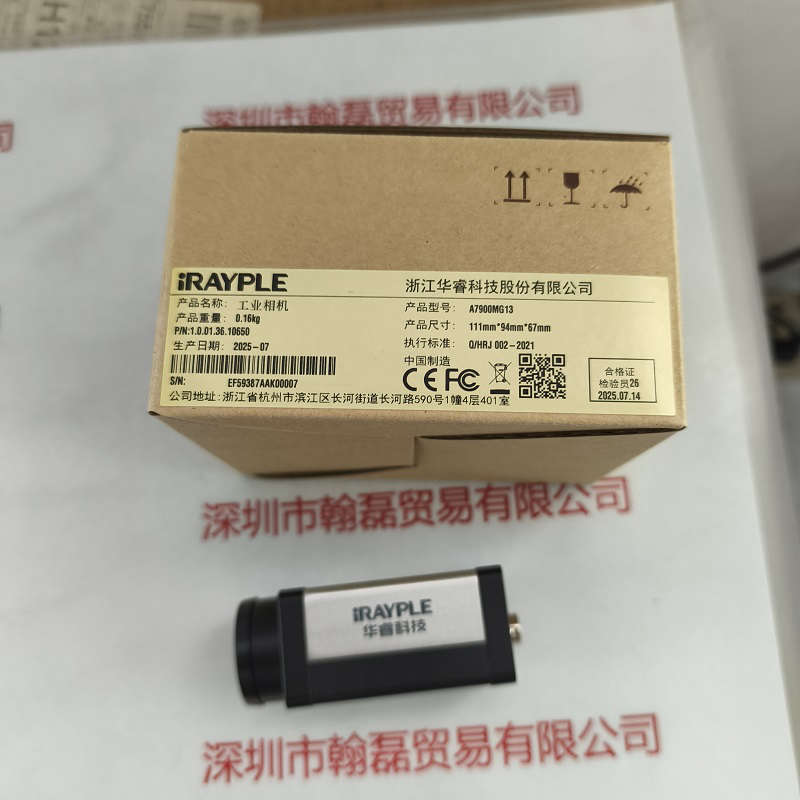 深圳市翰磊贸易有限公司
司
iRAYPLE
浙江华睿科技股份有限公司
产品名称: 工业相机
产品型号: A7900MG13
产品重量: 0.16kg
产品尺寸: 111mm*94mm*67mm
P/N:1.0.01.36.10650
执行标准: Q/HRJ 002-2021
生产日期: 2025-07
中国制造
CE FC
合格证
检验员26
2025.07.14
S/N: EF59387AAK00007
公司地址:浙江省杭州市滨江区长河街道长河路590号1幢4层401室
深圳市翰磊贸易有限公司
iRAYPLE
华睿科技
深圳市翰磊贸易有限公司